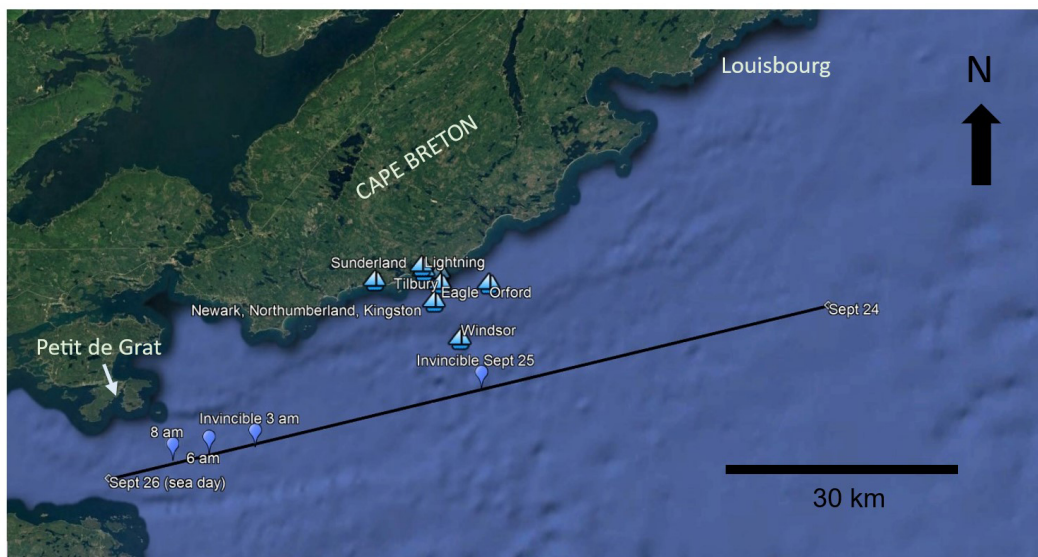 Louisbourg
N
CAPE BRETON
Sunderland
Lightning
Tilbury
Eagle
Orford
Newark, Northumberland, Kingston
Sept 24
Windsor
Petit de Grat
Invincible Sept 25
Invincible 3 am
8 am
6 am
Sept 26 (sea day)
30 km